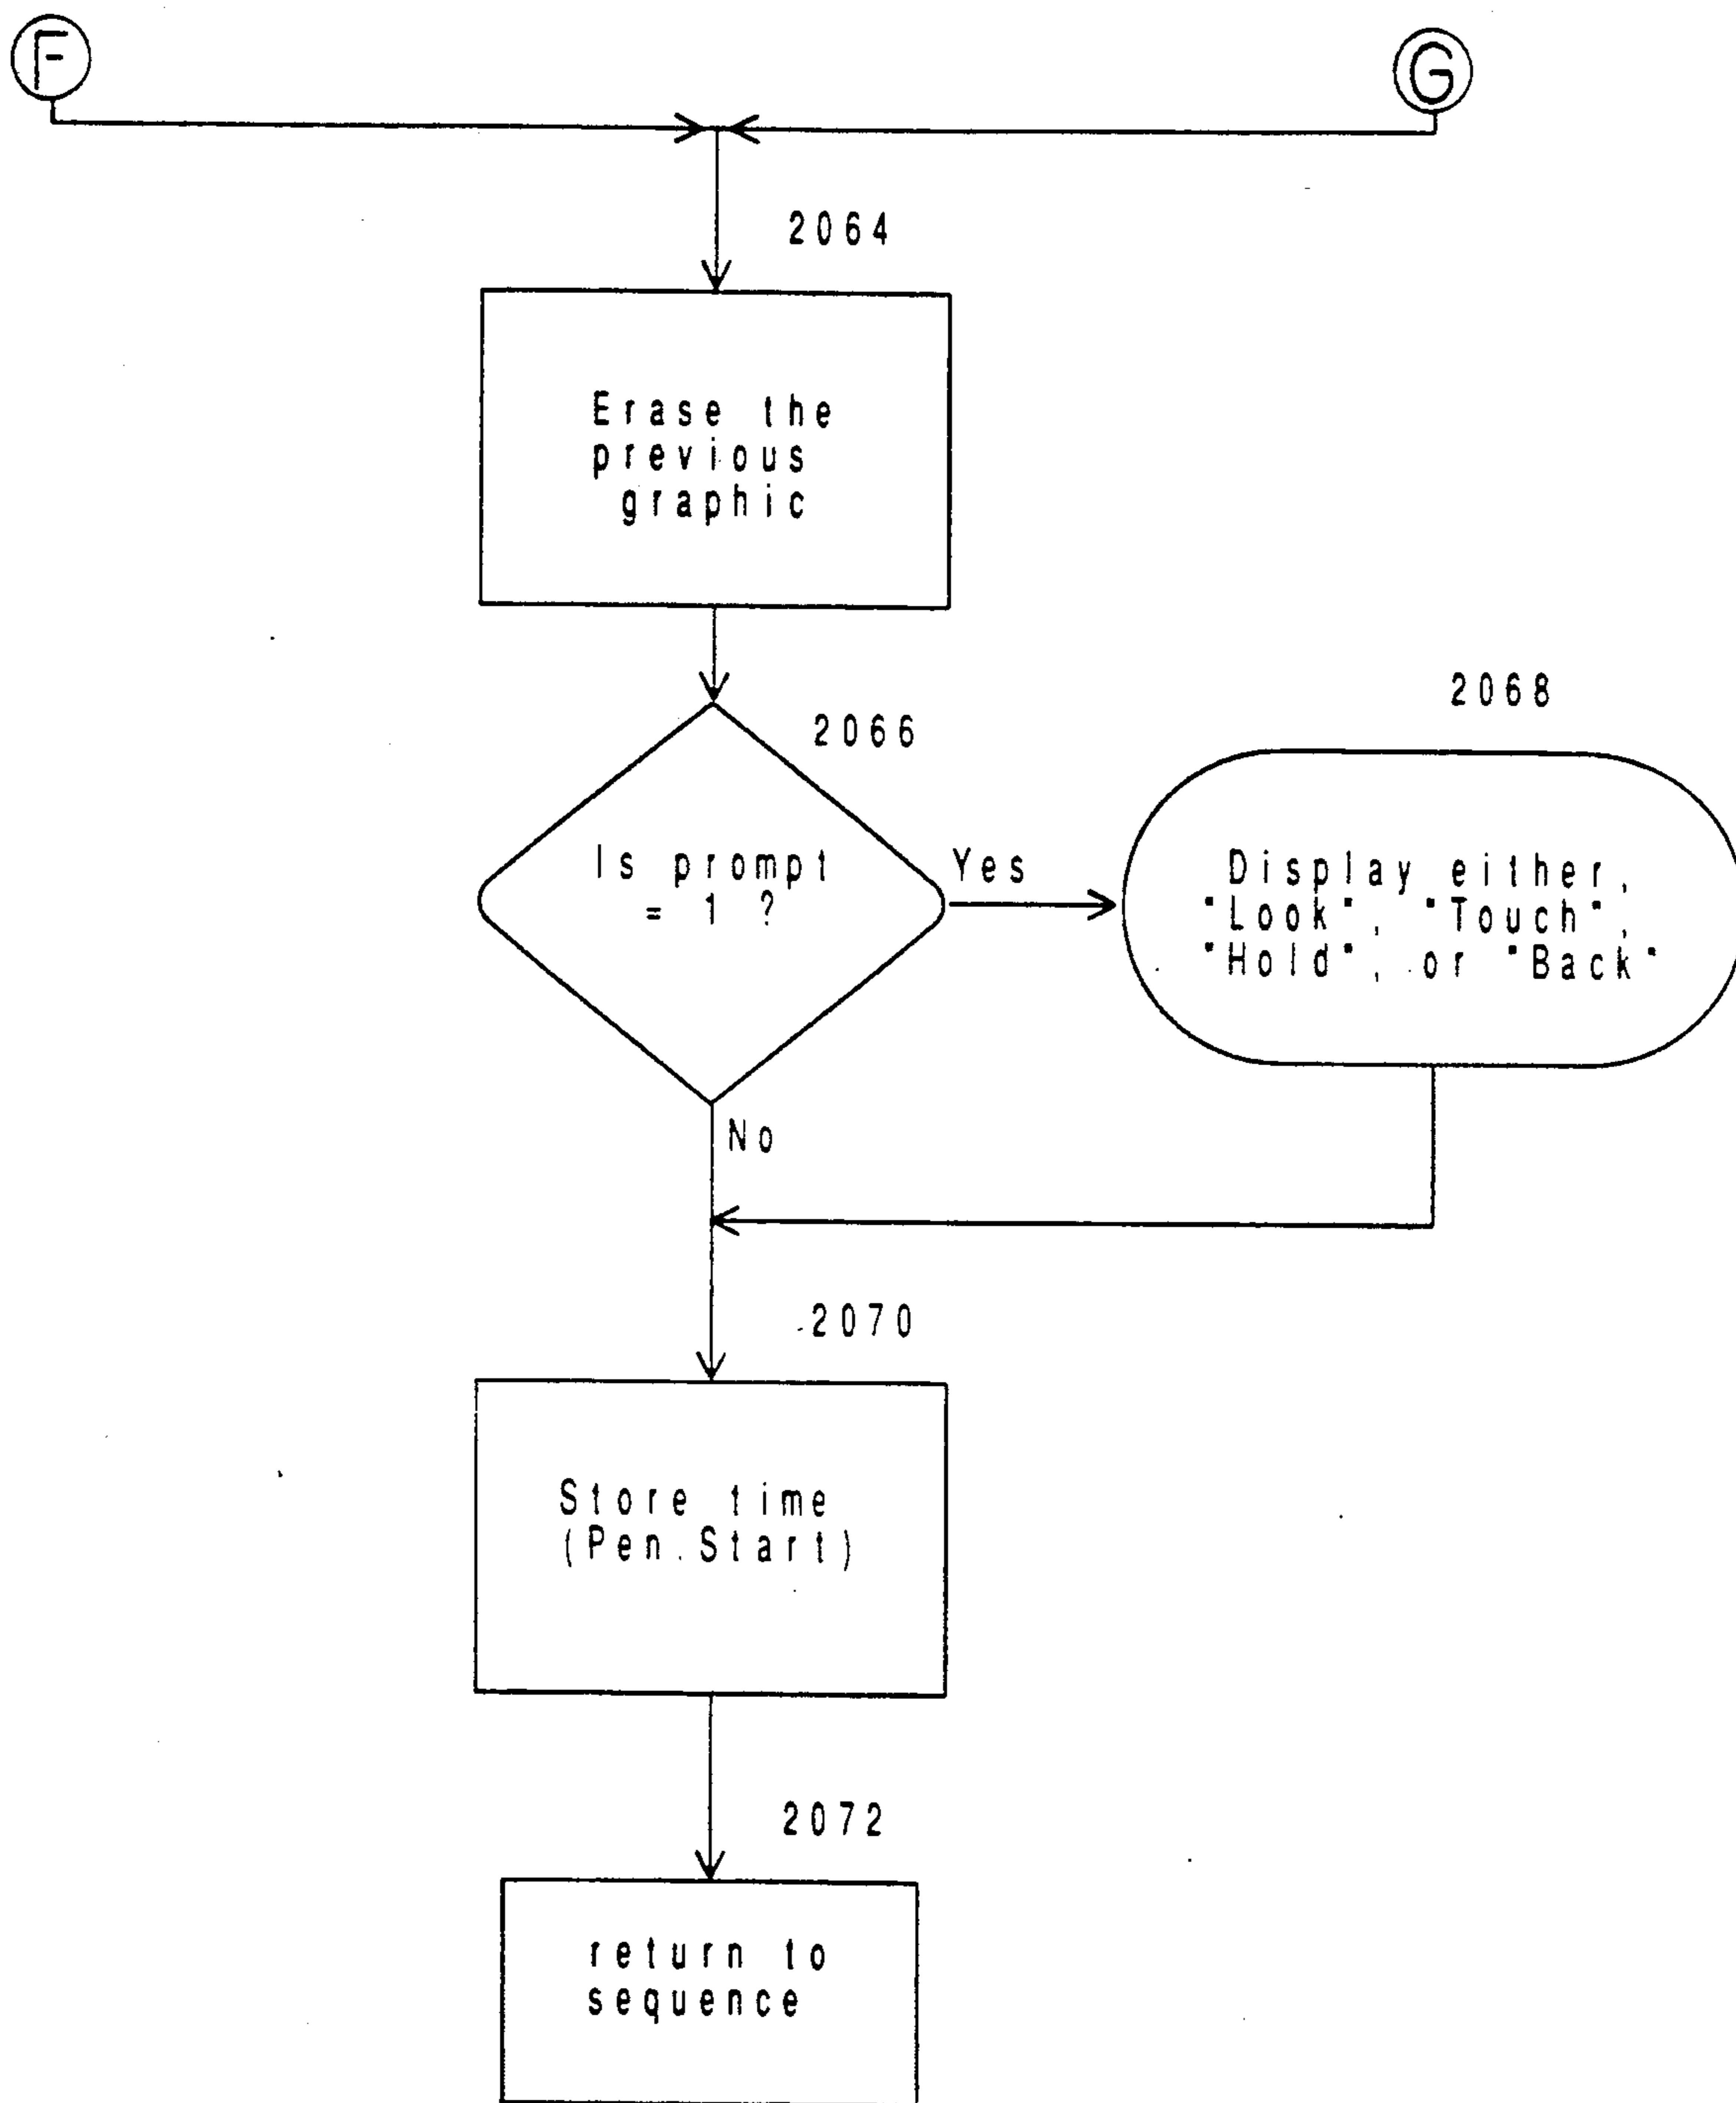 F
G
2064
Erase the
previous
graphic
2066
Is prompt
= 1 ?
Yes
2068
Display either,
"Look", "Touch",
"Hold", or "Back"
No
2070
Store time
(Pen.Start)
2072
return to
sequence